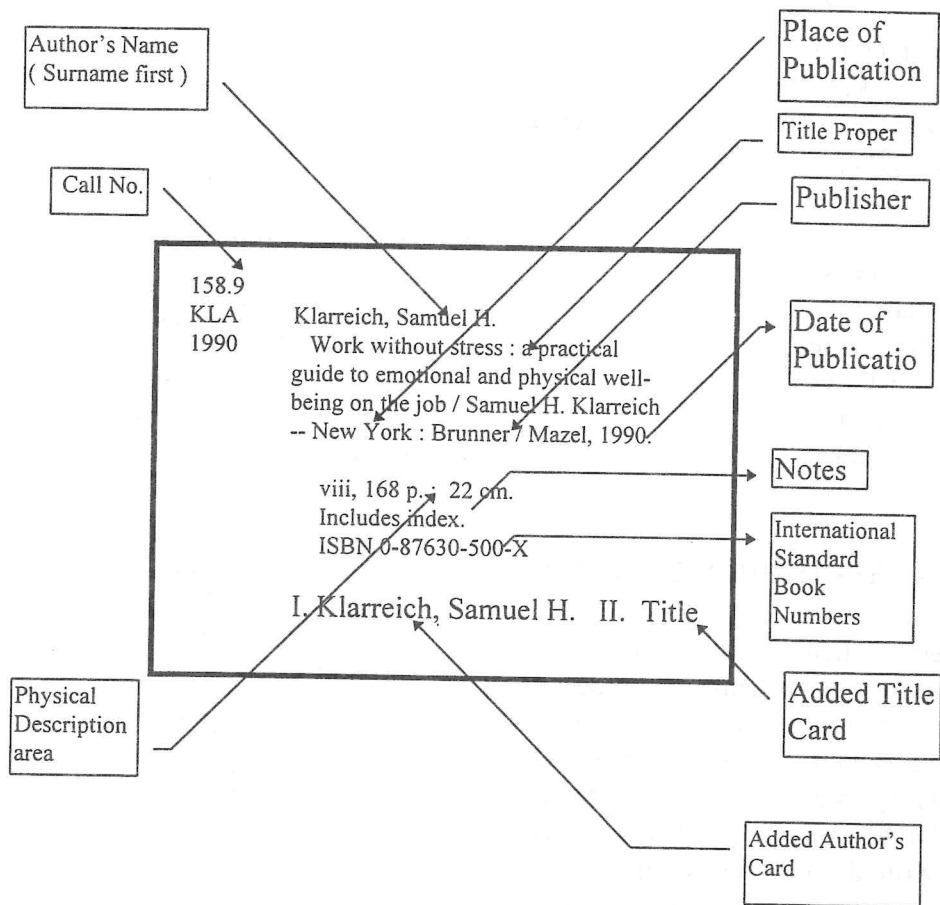 Author's Name
( Surname first )
Place of
Publication
Title Proper
Call No.
Publisher
158.9
KLA Klarreich, Samuel H.
1990 Work without stress : a practical
guide to emotional and physical well-
being on the job / Samuel H. Klarreich
-- New York : Brunner / Mazel, 1990.
Date of
Publicatio
viii, 168 p. ; 22 cm.
Includes index.
ISBN 0-87630-500-X
Notes
International
Standard
Book
Numbers
I. Klarreich, Samuel H. II. Title
Physical
Description
area
Added Title
Card
Added Author's
Card